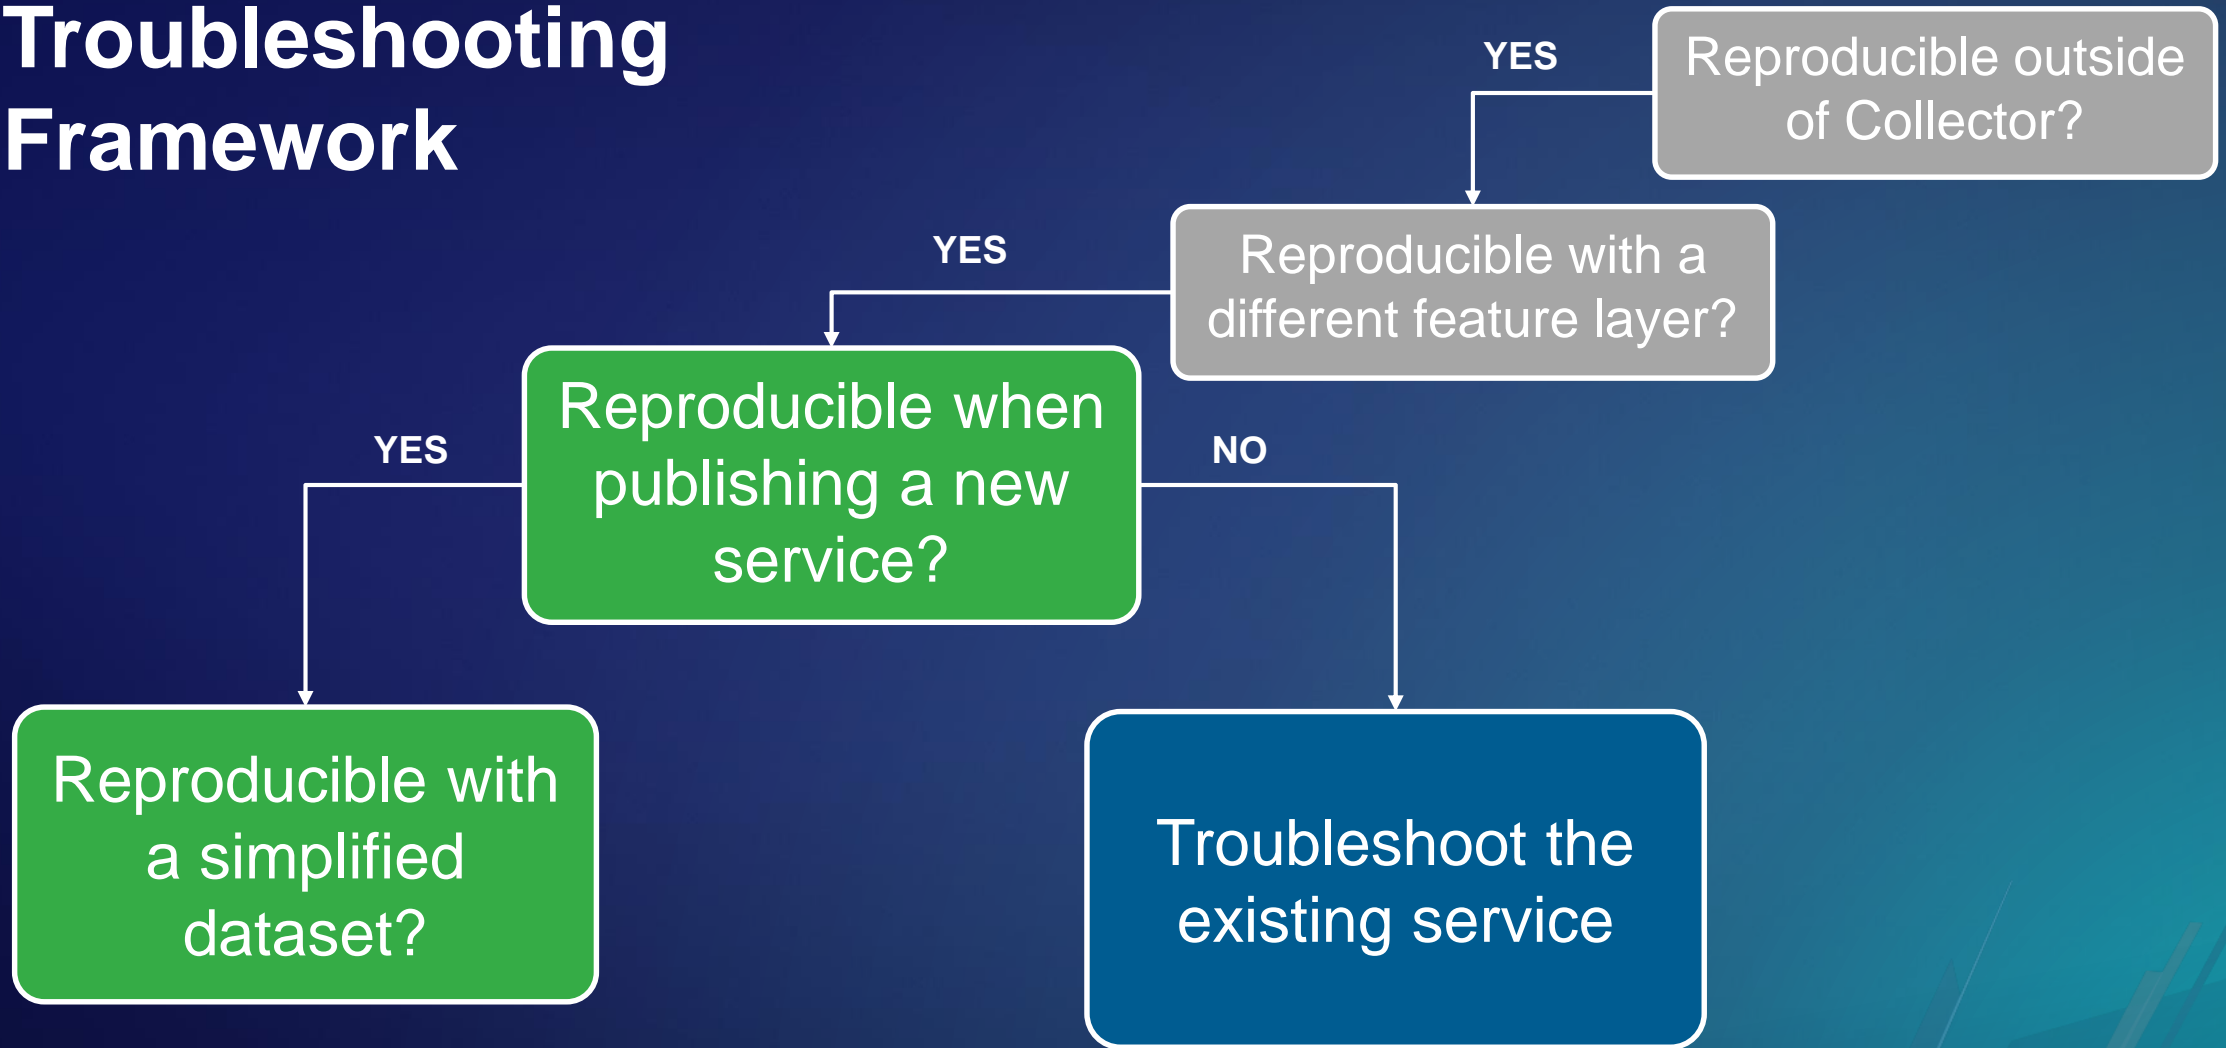 Troubleshooting
Framework
YES
Reproducible outside
of Collector?
YES
Reproducible with a
different feature layer?
YES
Reproducible when
publishing a new
service?
NO
Reproducible with
a simplified
dataset?
Troubleshoot the
existing service